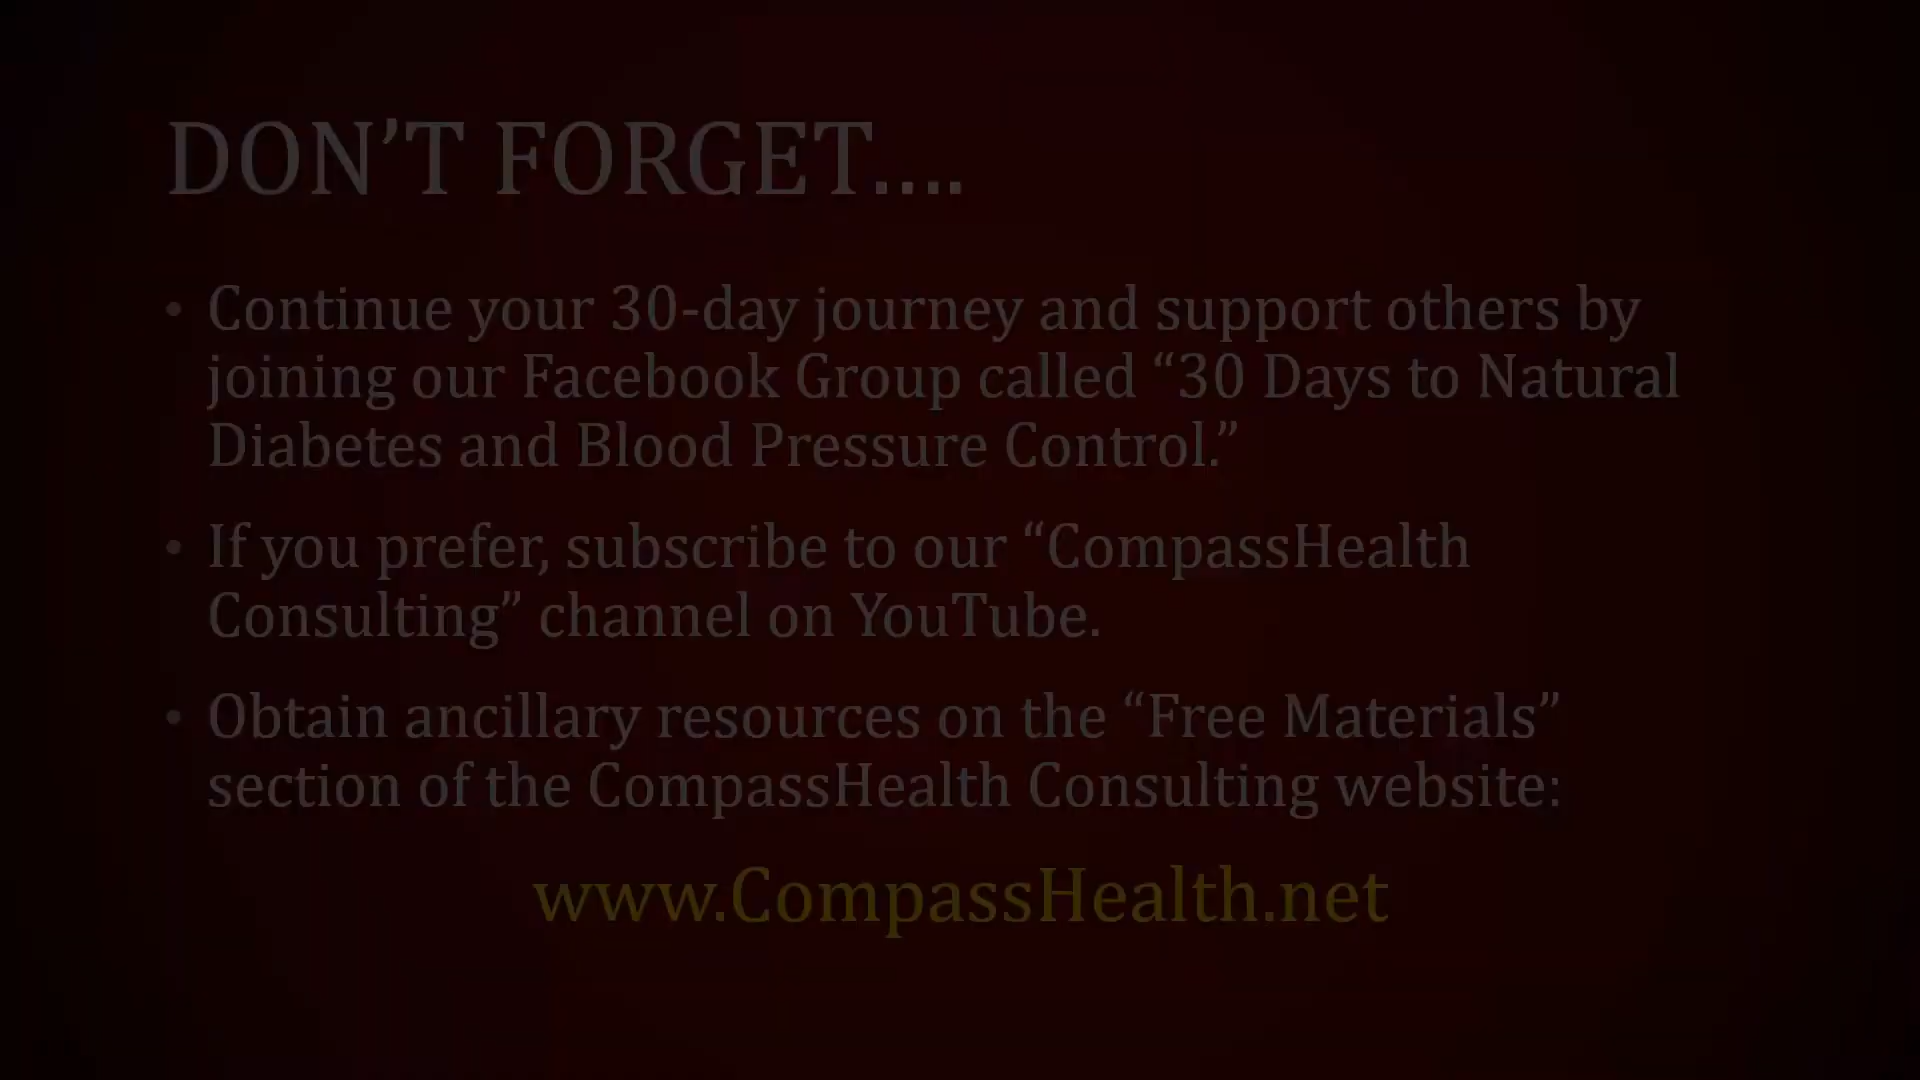 DON’T FORGET....
• Continue your 30-day journey and support others by
joining our Facebook Group called “30 Days to Natural
Diabetes and Blood Pressure Control.”
• If you prefer, subscribe to our “CompassHealth
Consulting” channel on YouTube.
• Obtain ancillary resources on the “Free Materials”
section of the CompassHealth Consulting website:
www.CompassHealth.net